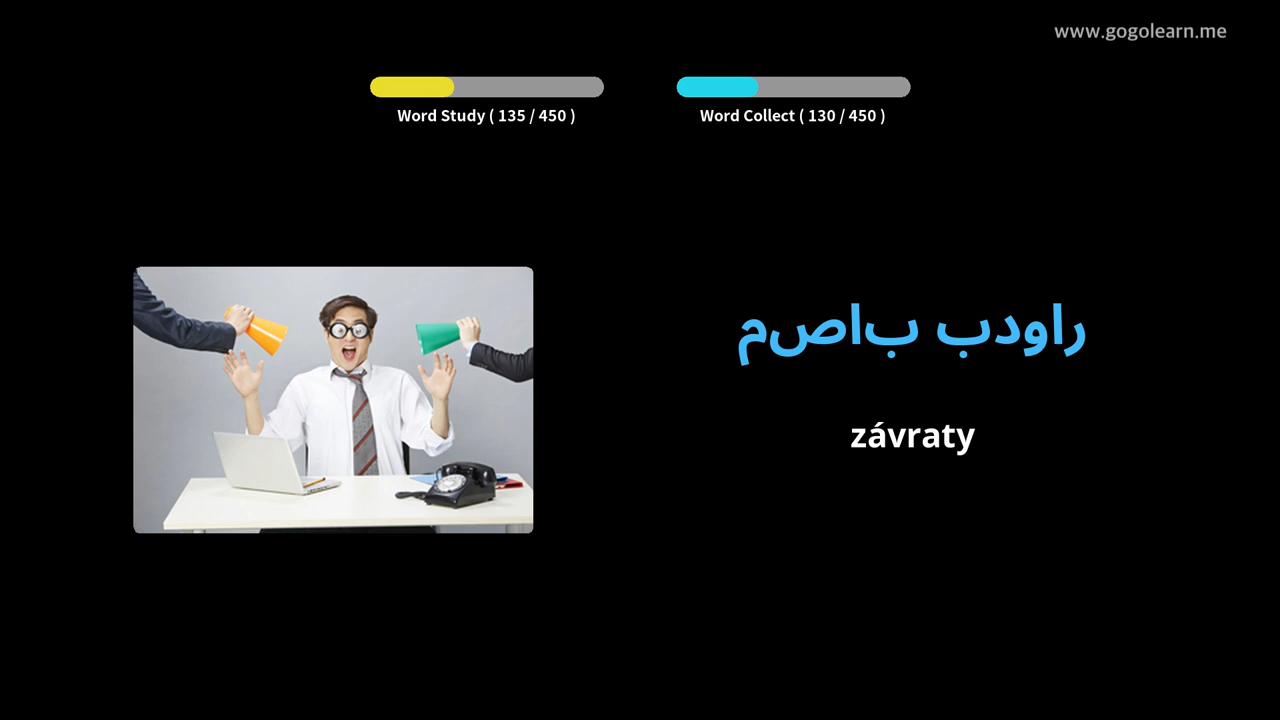 www.gogolearn.me
Word Study ( 135 / 450 )
Word Collect ( 130 / 450 )
راودب باصم
závraty